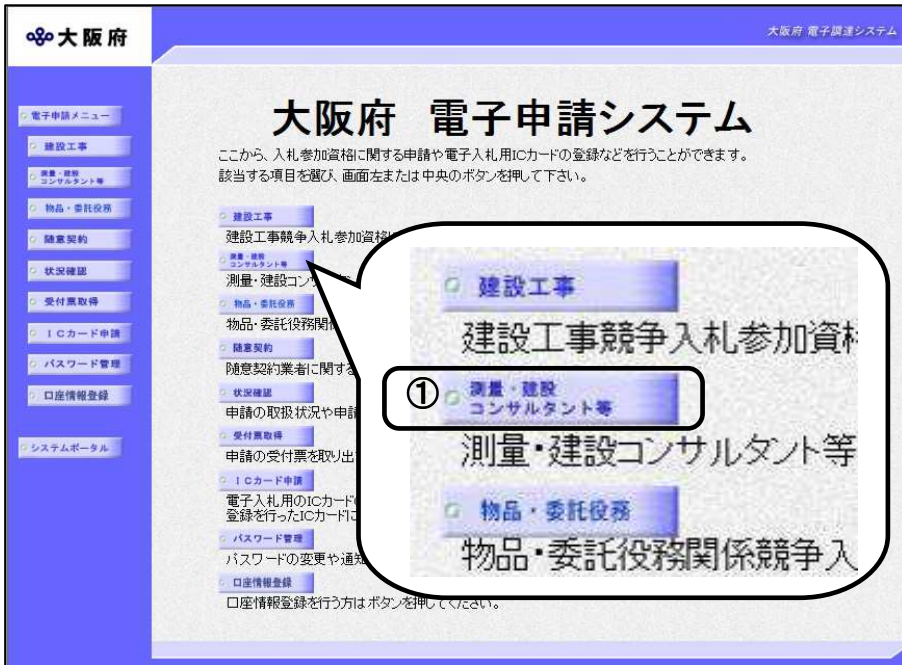 大阪府
大阪府 電子調達システム
電子申請メニュー
建設工事
測量・建設
コンサルタント等
物品・委託役務
随意契約
状況確認
受付票取得
ICカード申請
パスワード管理
口座情報登録
システムポータル
大阪府 電子申請システム
ここから、入札参加資格に関する申請や電子入札用ICカードの登録などを行うことができます。
該当する項目を選び、画面左または中央のボタンを押して下さい。
建設工事
建設工事競争入札参加資格
測量・建設
コンサルタント等
測量・建設コン
物品・委託役務
物品・委託役務関係
随意契約
随意契約業者に関する
状況確認
申請の取扱状況や申請
受付票取得
申請の受付票を取り出
ICカード申請
電子入札用のICカード
登録を行ったICカードに
パスワード管理
パスワードの変更や通知
口座情報登録
口座情報登録を行う方はボタンを押してください。
建設工事
建設工事競争入札参加資格
①
測量・建設
コンサルタント等
測量・建設コンサルタント等
物品・委託役務
物品・委託役務関係競争入